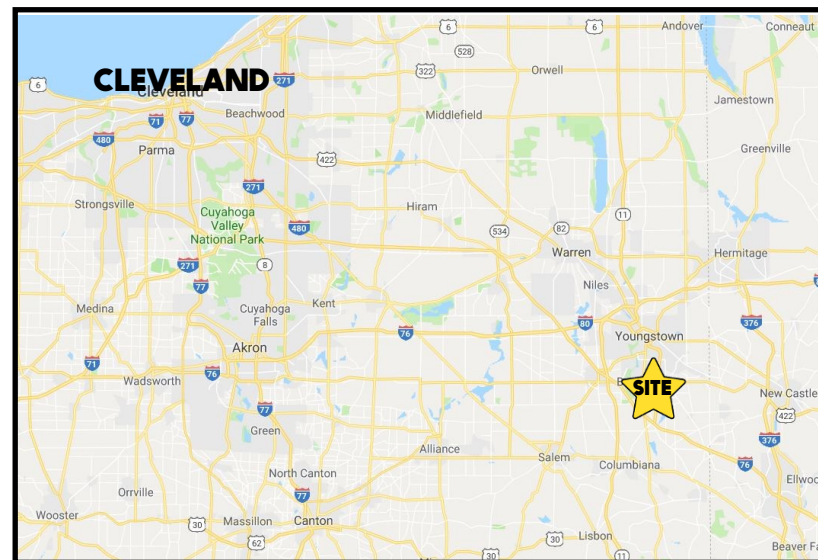 6
6
Andover
Conneaut
528
CLEVELAND
Cleveland
271
322
Orwell
6
Jamestown
71
77
Beachwood
Middlefield
480
Parma
422
Greenville
271
Strongsville
Cuyahoga
Valley
National Park
Hiram
11
480
534
82
Warren
Hermitage
271
8
77
Niles
Medina
Cuyahoga
Falls
Kent
80
376
76
Youngstown
Akron
71
76
Wadsworth
B
SITE
New Castle
77
422
Green
376
Alliance
Salem
Columbiana
76
North Canton
Ellwo
77
Orrville
Wooster
30
Massillon
Canton
62
30
30
Lisbon
11
Beaver Fa